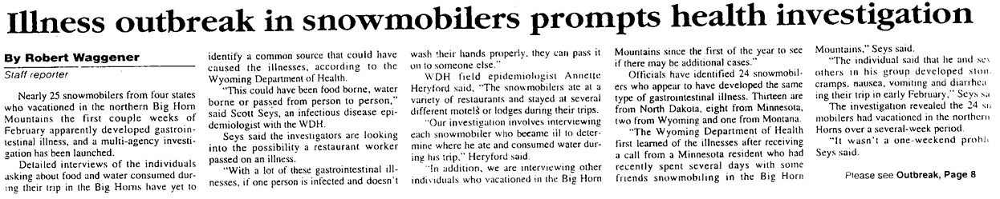 Illness outbreak in snowmobilers prompts health investigation
By Robert Waggener
Staff reporter
Nearly 25 snowmobilers from four states
who vacationed in the northern Big Horn
Mountains the first couple weeks of
February apparently developed gastroin-
testinal illness, and a multi-agency investi-
gation has been launched.
Detailed interviews of the individuals
asking about food and water consumed dur-
ing their trip in the Big Horns have yet to
identify a common source that could have
caused the illnesses, according to the
Wyoming Department of Health.
"This could have been food borne, water
borne or passed from person to person,"
said Scott Seys, an infectious disease epi-
demiologist with the WDH.
Seys said the investigators are looking
into the possibility a restaurant worker
passed on an illness.
"With a lot of these gastrointestinal ill-
nesses, if one person is infected and doesn't
wash their hands properly, they can pass it
on to someone else."
WDH field epidemiologist Annette
Heryford said, "The snowmobilers ate at a
variety of restaurants and stayed at several
different motels or lodges during their trips.
"Our investigation involves interviewing
each snowmobiler who became ill to deter-
mine where he ate and consumed water dur-
ing his trip," Heryford said.
"In addition, we are interviewing other
individuals who vacationed in the Big Horn
Mountains since the first of the year to see
if there may be additional cases."
Officials have identified 24 snowmobil-
ers who appear to have developed the same
type of gastrointestinal illness. Thirteen are
from North Dakota, eight from Minnesota,
two from Wyoming and one from Montana.
"The Wyoming Department of Health
first learned of the illnesses after receiving
a call from a Minnesota resident who had
recently spent several days with some
friends snowmobiling in the Big Horn
Mountains," Seys said.
"The individual said that he and
others in his group developed
cramps, nausea, vomiting and diarrhea
ing their trip in early February," Seys
The investigation revealed the 24
mobilers had vacationed in the northern
Horns over a several-week period.
"It wasn't a one-weekend
Seys said.
Please see Outbreak, Page 8